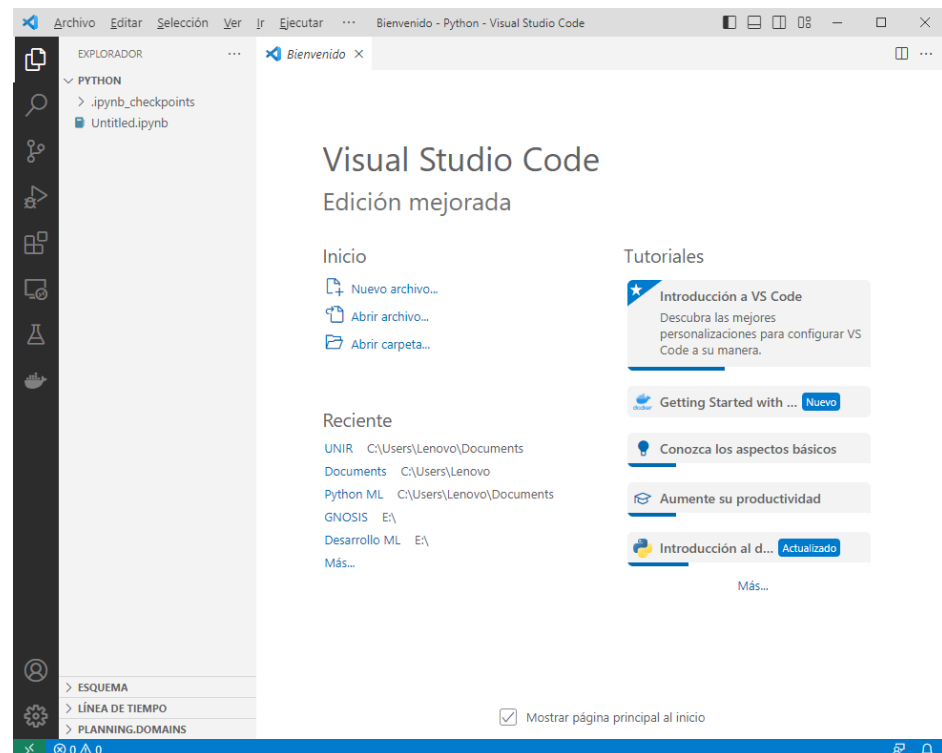 Archivo Editar Selección Ver Ir Ejecutar ··· Bienvenido - Python - Visual Studio Code
EXPLORADOR ···
Bienvenido
PYTHON
.ipynb_checkpoints
Untitled.ipynb
Visual Studio Code
Edición mejorada
Inicio
Nuevo archivo...
Abrir archivo...
Abrir carpeta...
Reciente
UNIR C:\Users\Lenovo\Documents
Documents C:\Users\Lenovo
Python ML C:\Users\Lenovo\Documents
GNOSIS E:\
Desarrollo ML E:\
Más...
Tutoriales
Introducción a VS Code
Descubra las mejores
personalizaciones para configurar VS
Code a su manera.
docker
Getting Started with ... Nuevo
Conozca los aspectos básicos
Aumente su productividad
Introducción al d... Actualizado
Más...
ESQUEMA
LÍNEA DE TIEMPO
PLANNING.DOMAINS
Mostrar página principal al inicio
0 0